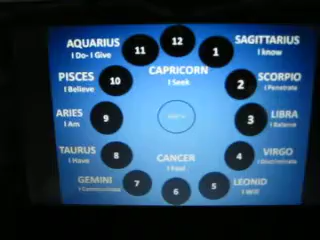 12
AQUARIUS
I Do- I Give
11
1
SAGITTARIUS
I know
CAPRICORN
I Seek
PISCES
I Believe
10
2
SCORPIO
I Penetrate
ARIES
I Am
9
3
LIBRA
I Balance
TAURUS
I Have
8
4
VIRGO
I Discriminate
CANCER
I Feel
GEMINI
I Communicate
7
6
5
LEONID
I Will